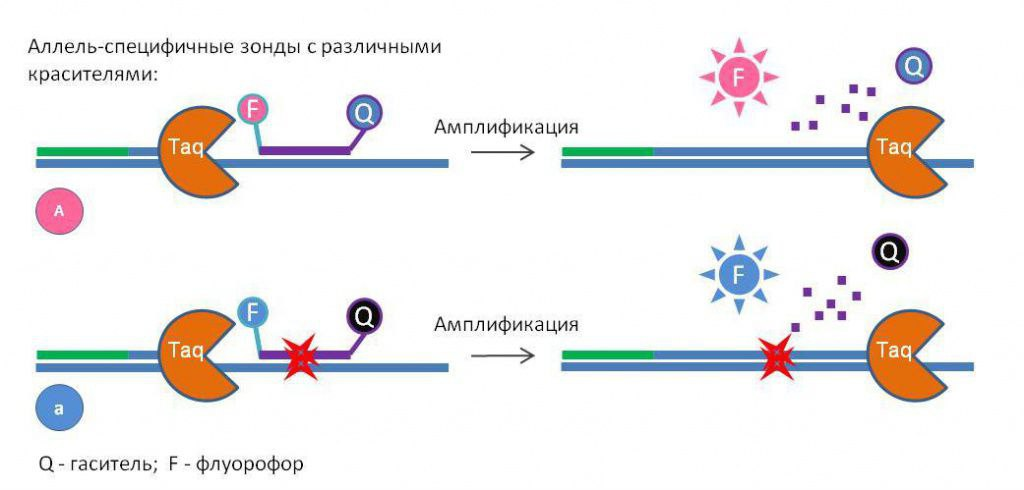 Аллель-специфичные зонды с различными
красителями:
F
Q
Taq
Амплификация
F
Q
Taq
A
F
Q
Taq
Амплификация
F
Q
Taq
a
Q - гаситель; F - флуорофор